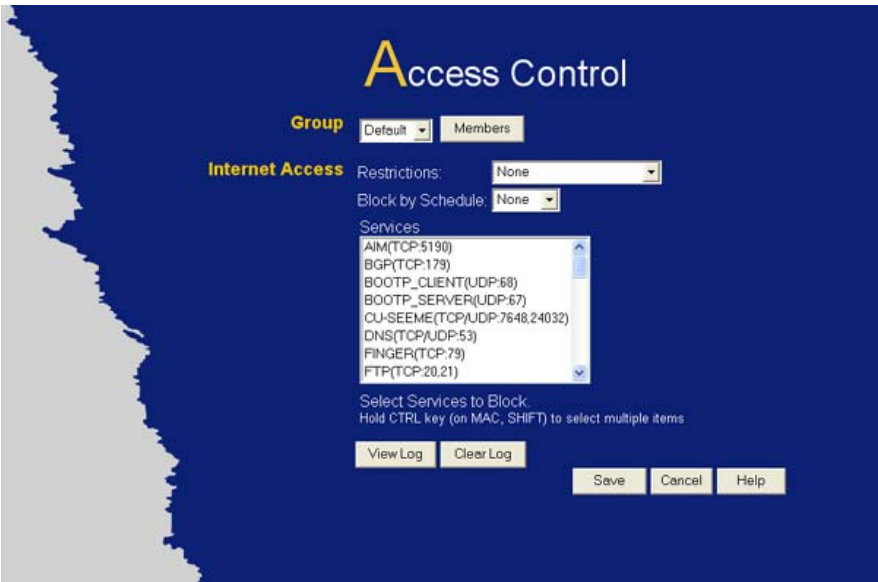 Access Control
Group Default Members
Internet Access Restrictions: None
Block by Schedule: None
Services
AIM(TCP:5190)
BGP(TCP:179)
BOOTP_CLIENT(UDP:68)
BOOTP_SERVER(UDP:67)
CU-SEEME(TCP/UDP:7648,24032)
DNS(TCP/UDP:53)
FINGER(TCP:79)
FTP(TCP:20,21)
Select Services to Block.
Hold CTRL key (on MAC, SHIFT) to select multiple items
View Log Clear Log
Save Cancel Help